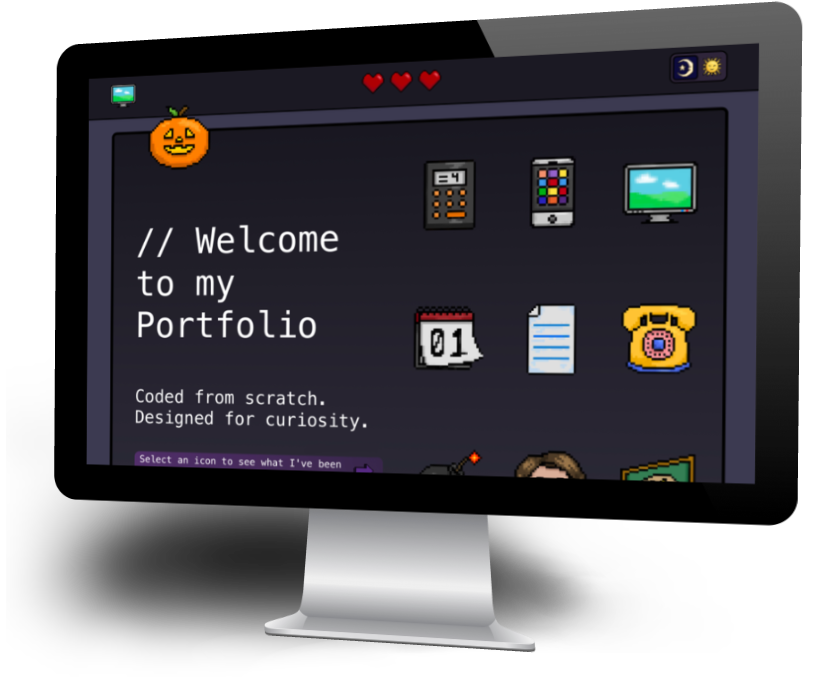 =4
// Welcome
to my
Portfolio
01
Coded from scratch.
Designed for curiosity.
Select an icon to see what I've been